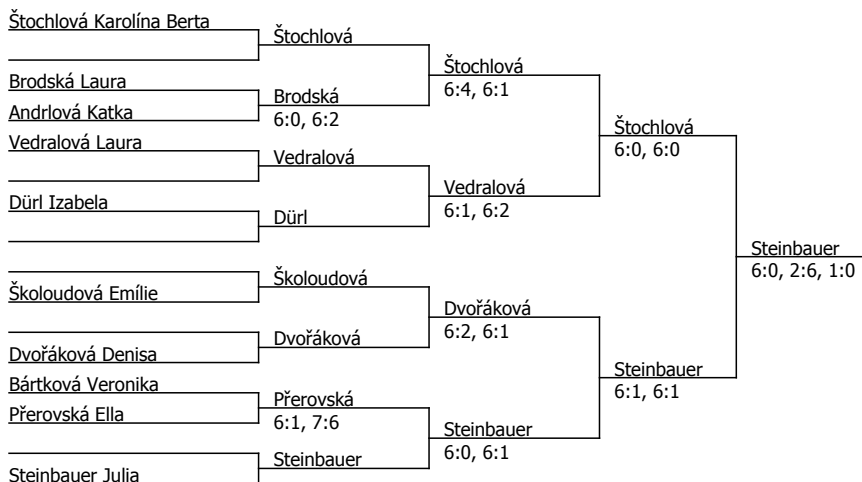 Štochlová Karolína Berta
Brodská Laura
Andrlová Katka
Vedralová Laura
Dürl Izabela
Školoudová Emílie
Dvořáková Denisa
Bártková Veronika
Přerovská Ella
Steinbauer Julia
Štochlová
Brodská
6:0, 6:2
Vedralová
Dürl
Školoudová
Dvořáková
Přerovská
6:1, 7:6
Steinbauer
Štochlová
6:4, 6:1
Vedralová
6:1, 6:2
Dvořáková
6:2, 6:1
Steinbauer
6:0, 6:1
Štochlová
6:0, 6:0
Steinbauer
6:1, 6:1
Steinbauer
6:0, 2:6, 1:0